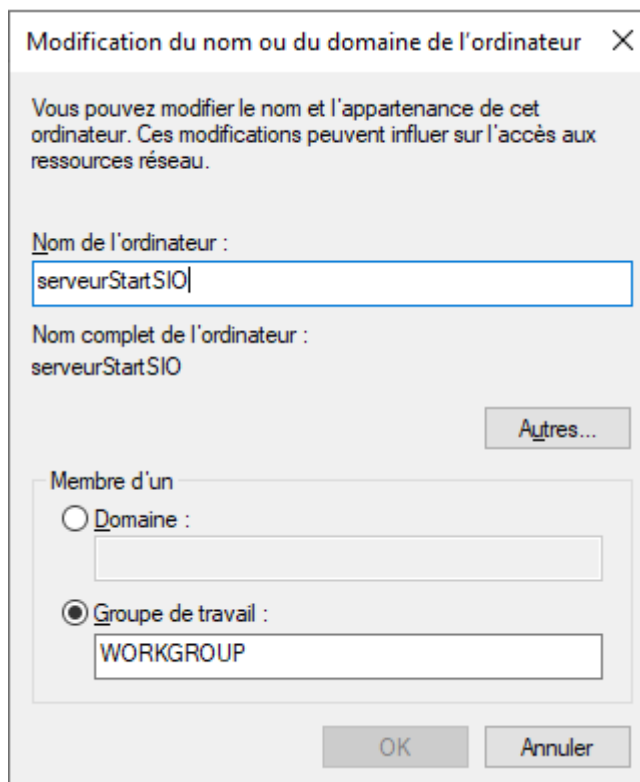 Modification du nom ou du domaine de l'ordinateur
Vous pouvez modifier le nom et l'appartenance de cet
ordinateur. Ces modifications peuvent influer sur l'accès aux
ressources réseau.
Nom de l'ordinateur :
serveurStartSIO
Nom complet de l'ordinateur :
serveurStartSIO
Autres...
Membre d'un
Domaine :
Groupe de travail :
WORKGROUP
OK
Annuler